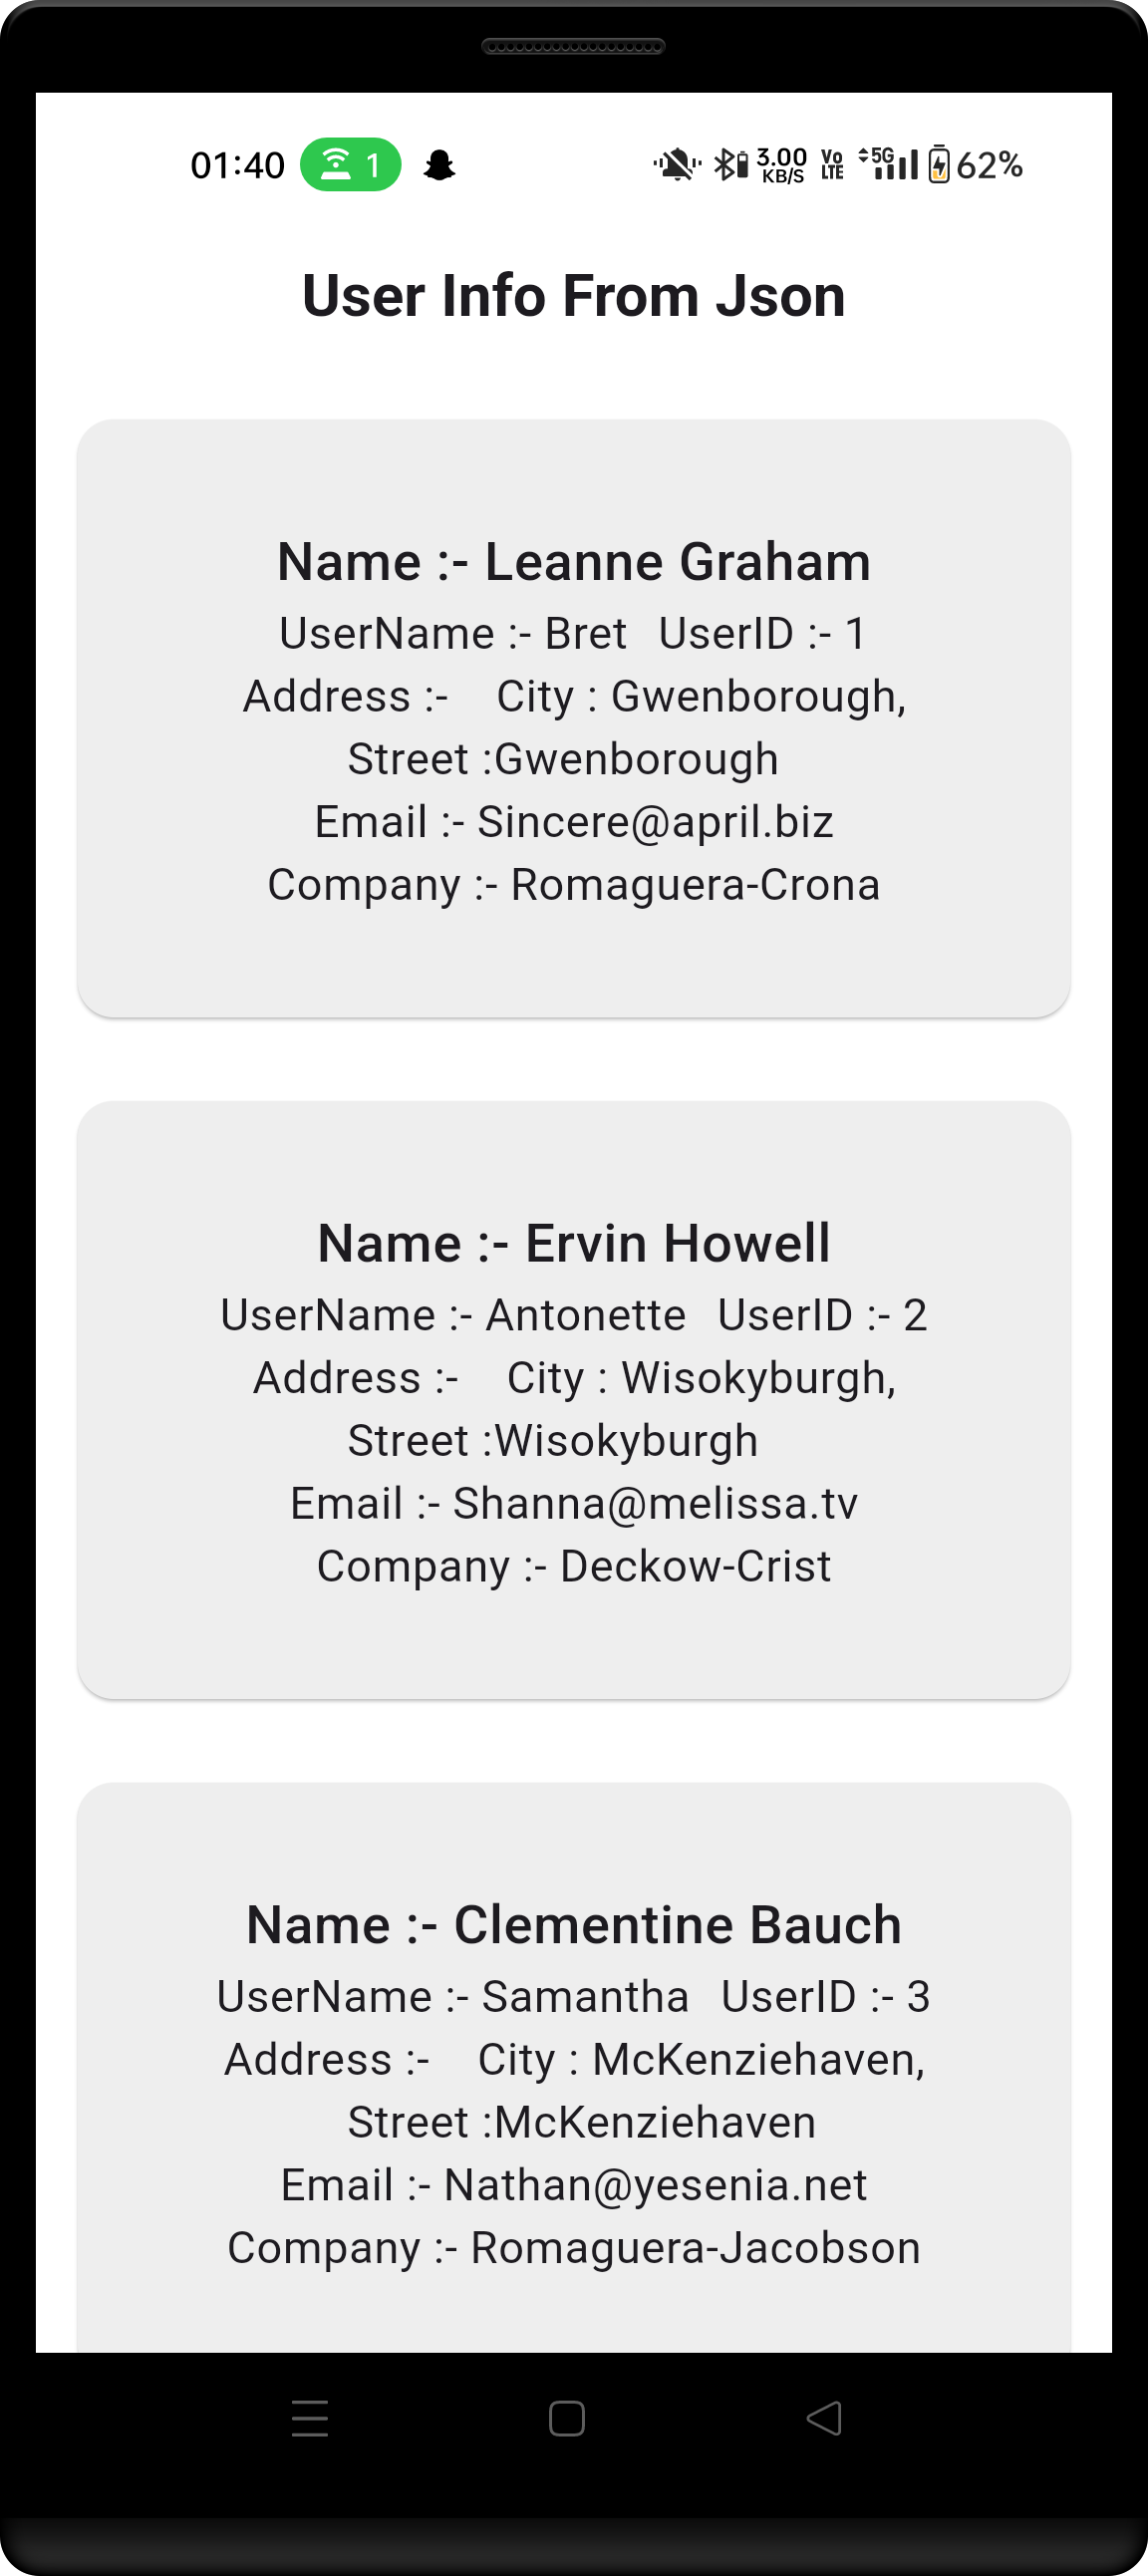 01:40 1 3.00 KB/S Vo LTE 5G 62%
User Info From Json
Name :- Leanne Graham
UserName :- Bret UserID :- 1
Address :- City : Gwenborough,
Street :Gwenborough
Email :- Sincere@april.biz
Company :- Romaguera-Crona
Name :- Ervin Howell
UserName :- Antonette UserID :- 2
Address :- City : Wisokyburgh,
Street :Wisokyburgh
Email :- Shanna@melissa.tv
Company :- Deckow-Crist
Name :- Clementine Bauch
UserName :- Samantha UserID :- 3
Address :- City : McKenziehaven,
Street :McKenziehaven
Email :- Nathan@yesenia.net
Company :- Romaguera-Jacobson